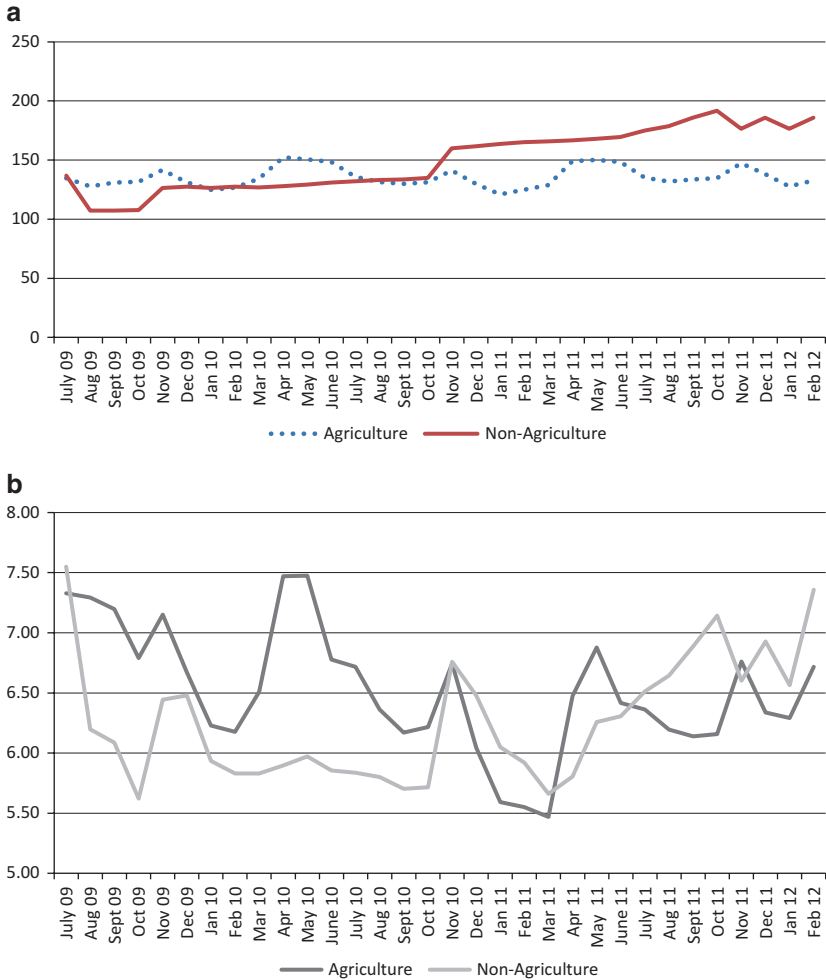 a
250
200
150
100
50
0
July 09 Aug 09 Sept 09 Oct 09 Nov 09 Dec 09 Jan 10 Feb 10 Mar 10 Apr 10 May 10 June 10 July 10 Aug 10 Sept 10 Oct 10 Nov 10 Dec 10 Jan 11 Feb 11 Mar 11 Apr 11 May 11 June 11 July 11 Aug 11 Sept 11 Oct 11 Nov 11 Dec 11 Jan 12 Feb 12
Agriculture Non-Agriculture
b
8.00
7.50
7.00
6.50
6.00
5.50
5.00
July 09 Aug 09 Sept 09 Oct 09 Nov 09 Dec 09 Jan 10 Feb 10 Mar 10 Apr 10 May 10 June 10 July 10 Aug 10 Sept 10 Oct 10 Nov 10 Dec 10 Jan 11 Feb 11 Mar 11 Apr 11 May 11 June 11 July 11 Aug 11 Sept 11 Oct 11 Nov 11 Dec 11 Jan 12 Feb 12
Agriculture Non-Agriculture